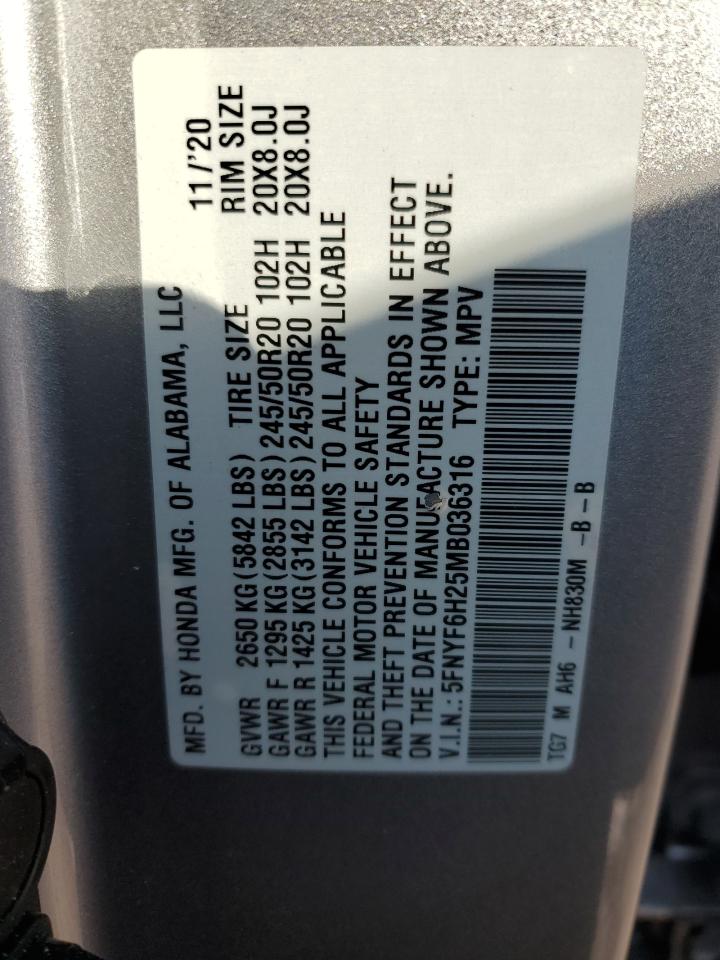 MFD. BY HONDA MFG. OF ALABAMA, LLC 11/'20
GVWR 2650 KG(5842 LBS) TIRE SIZE RIM SIZE
GAWR F 1295 KG(2855 LBS)245/50R20 102H 20X8.0J
GAWR R 1425 KG(3142 LBS)245/50R20 102H 20X8.0J
THIS VEHICLE CONFORMS TO ALL APPLICABLE
FEDERAL MOTOR VEHICLE SAFETY
AND THEFT PREVENTION STANDARDS IN EFFECT
ON THE DATE OF MANUFACTURE SHOWN ABOVE.
V.I.N.: 5FNYF6H25MB036316 TYPE: MPV
TG7 M AH6 - NH830M -B-B